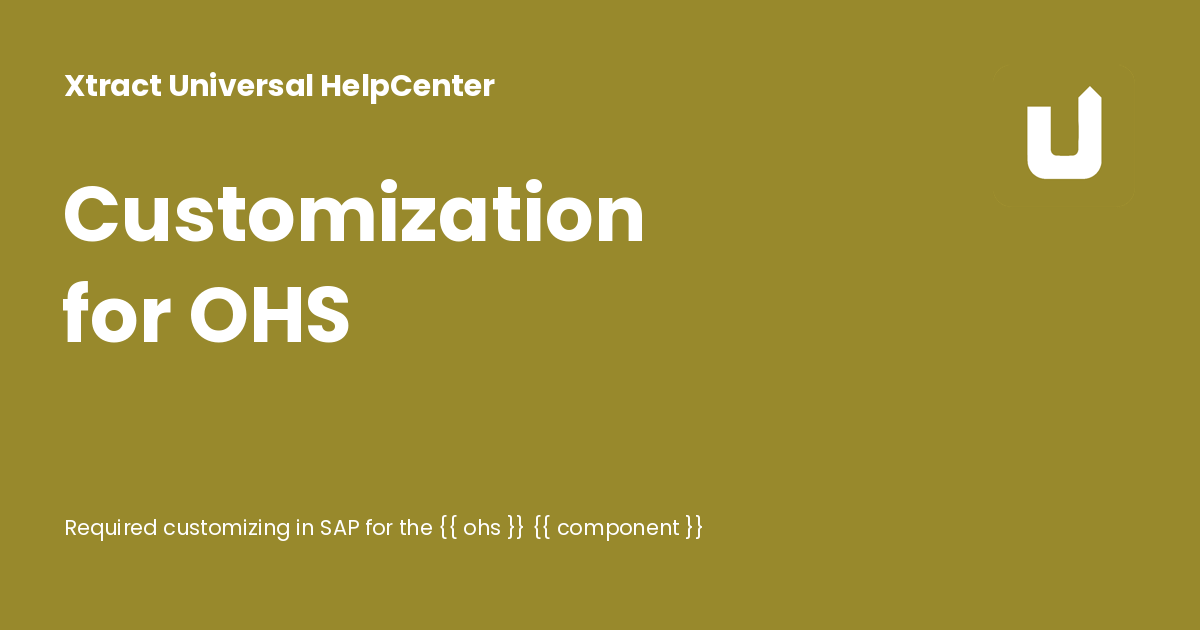 Xtract Universal HelpCenter
Customization
for OHS
Required customizing in SAP for the {{ ohs }} {{ component }}